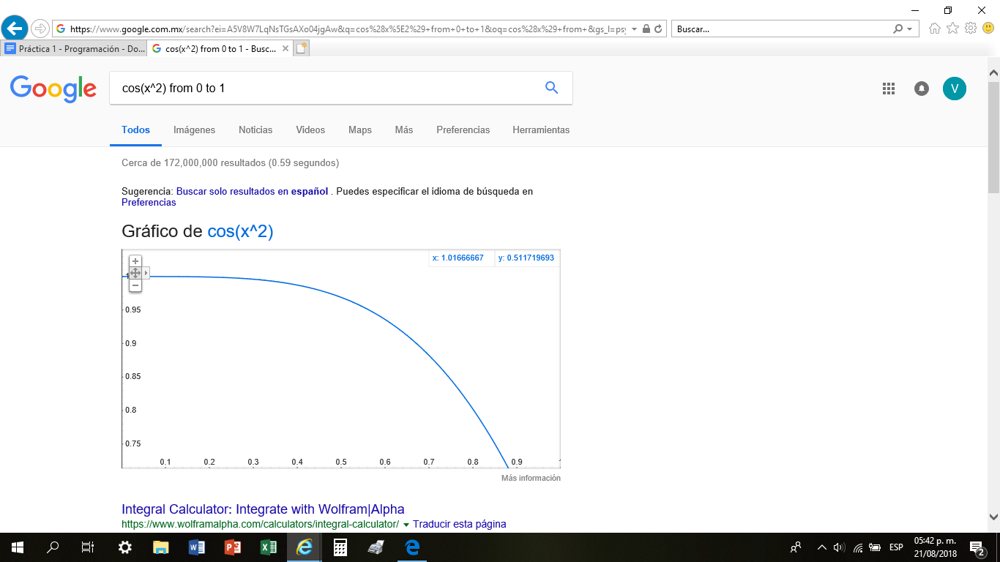 https://www.google.com.mx/search?ei=A5V8W7LqNsTGsAXo04jgAw&q=cos%28x%5E2%29+from+0+to+1&oq=cos%28x%29+from+&gs_l=psy
Buscar...
Práctica 1 - Programación - Do...
cos(x^2) from 0 to 1 - Busc...
Google
cos(x^2) from 0 to 1
V
Todos Imágenes Noticias Videos Maps Más Preferencias Herramientas
Cerca de 172,000,000 resultados (0.59 segundos)
Sugerencia: Buscar solo resultados en español . Puedes especificar el idioma de búsqueda en
Preferencias
Gráfico de cos(x^2)
x: 1.01666667 y: 0.511719693
1
0.95
0.9
0.85
0.8
0.75
0.1 0.2 0.3 0.4 0.5 0.6 0.7 0.8 0.9
Más información
Integral Calculator: Integrate with Wolfram|Alpha
https://www.wolframalpha.com/calculators/integral-calculator/ Traducir esta página
ESP
05:42 p. m.
21/08/2018
2